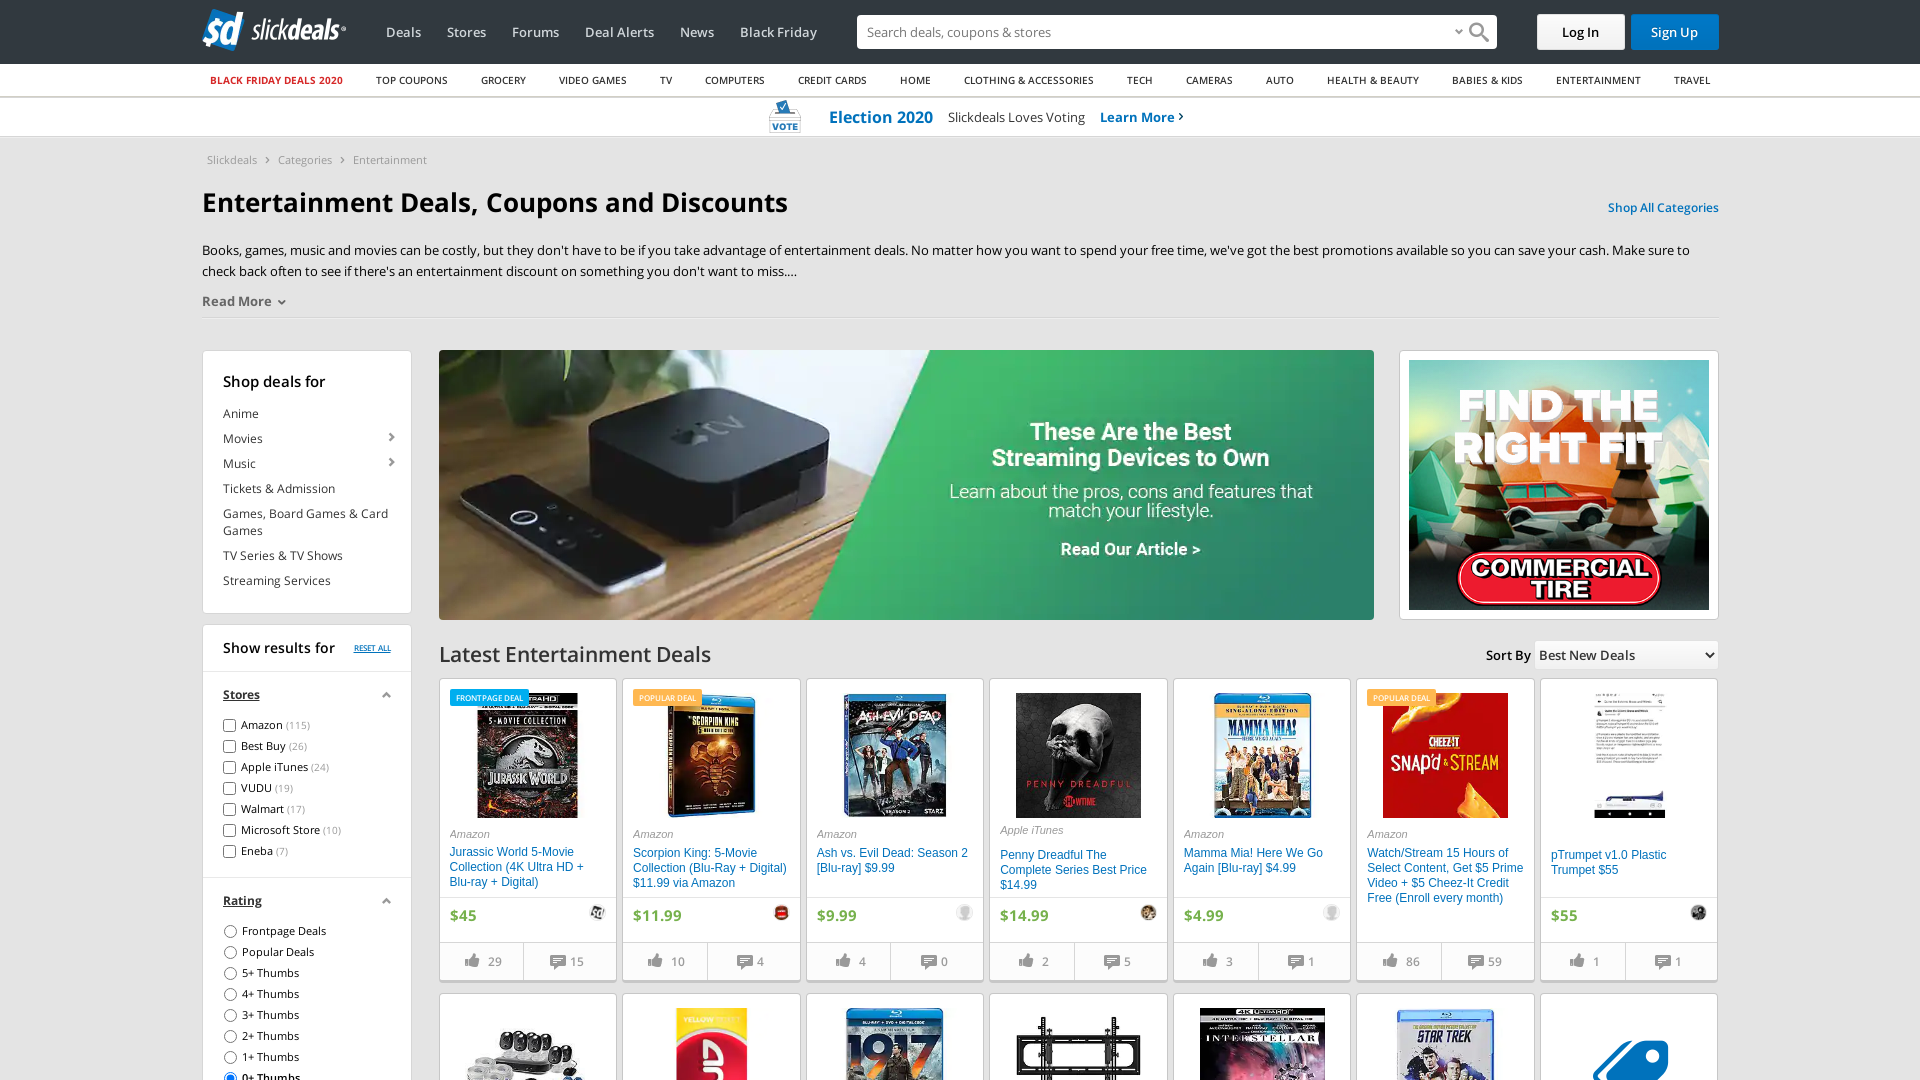 slickdeals
Deals
Stores
Forums
Deal Alerts
News
Black Friday
Search deals, coupons & stores
Log In
Sign Up
BLACK FRIDAY DEALS 2020
TOP COUPONS
GROCERY
VIDEO GAMES
TV
COMPUTERS
CREDIT CARDS
HOME
CLOTHING & ACCESSORIES
TECH
CAMERAS
AUTO
HEALTH & BEAUTY
BABIES & KIDS
ENTERTAINMENT
TRAVEL
VOTE
Election 2020 Slickdeals Loves Voting Learn More
Slickdeals > Categories > Entertainment
Entertainment Deals, Coupons and Discounts
Shop All Categories
Books, games, music and movies can be costly, but they don't have to be if you take advantage of entertainment deals. No matter how you want to spend your free time, we've got the best promotions available so you can save your cash. Make sure to
check back often to see if there's an entertainment discount on something you don't want to miss....
Read More
Shop deals for
Anime
Movies
Music
Tickets & Admission
Games, Board Games & Card
Games
TV Series & TV Shows
Streaming Services
Show results for
RESET ALL
Stores
Amazon (115)
Best Buy (26)
Apple iTunes (24)
VUDU (19)
Walmart (17)
Microsoft Store (10)
Eneba (7)
Rating
Frontpage Deals
Popular Deals
5+ Thumbs
4+ Thumbs
3+ Thumbs
2+ Thumbs
1+ Thumbs
0+ Thumbs
tv
These Are the Best
Streaming Devices to Own
Learn about the pros, cons and features that
match your lifestyle.
Read Our Article >
FIND THE
RIGHT FIT
COMMERCIAL
TIRE
Latest Entertainment Deals
Sort By
Best New Deals
FRONTPAGE DEAL
5-MOVIE COLLECTION
JURASSIC WORLD
Amazon
Jurassic World 5-Movie
Collection (4K Ultra HD +
Blu-ray + Digital)
$45
29
15
POPULAR DEAL
THE SCORPION KING
Amazon
Scorpion King: 5-Movie
Collection (Blu-Ray + Digital)
$11.99 via Amazon
$11.99
10
4
ASH VS EVIL DEAD
STARZ
Amazon
Ash vs. Evil Dead: Season 2
[Blu-ray] $9.99
$9.99
4
0
PENNY DREADFUL
SHOWTIME
Apple iTunes
Penny Dreadful The
Complete Series Best Price
$14.99
$14.99
2
5
SING-ALONG EDITION
MAMMA MIA!
Amazon
Mamma Mia! Here We Go
Again [Blu-ray] $4.99
$4.99
3
1
POPULAR DEAL
CHEEZ-IT
SNAP'd & STREAM
Amazon
Watch/Stream 15 Hours of
Select Content, Get $5 Prime
Video + $5 Cheez-It Credit
Free (Enroll every month)
86
59
pTrumpet v1.0 Plastic
Trumpet $55
$55
1
1
1917
4K ULTRAHD
INTERSTELLAR
STAR TREK